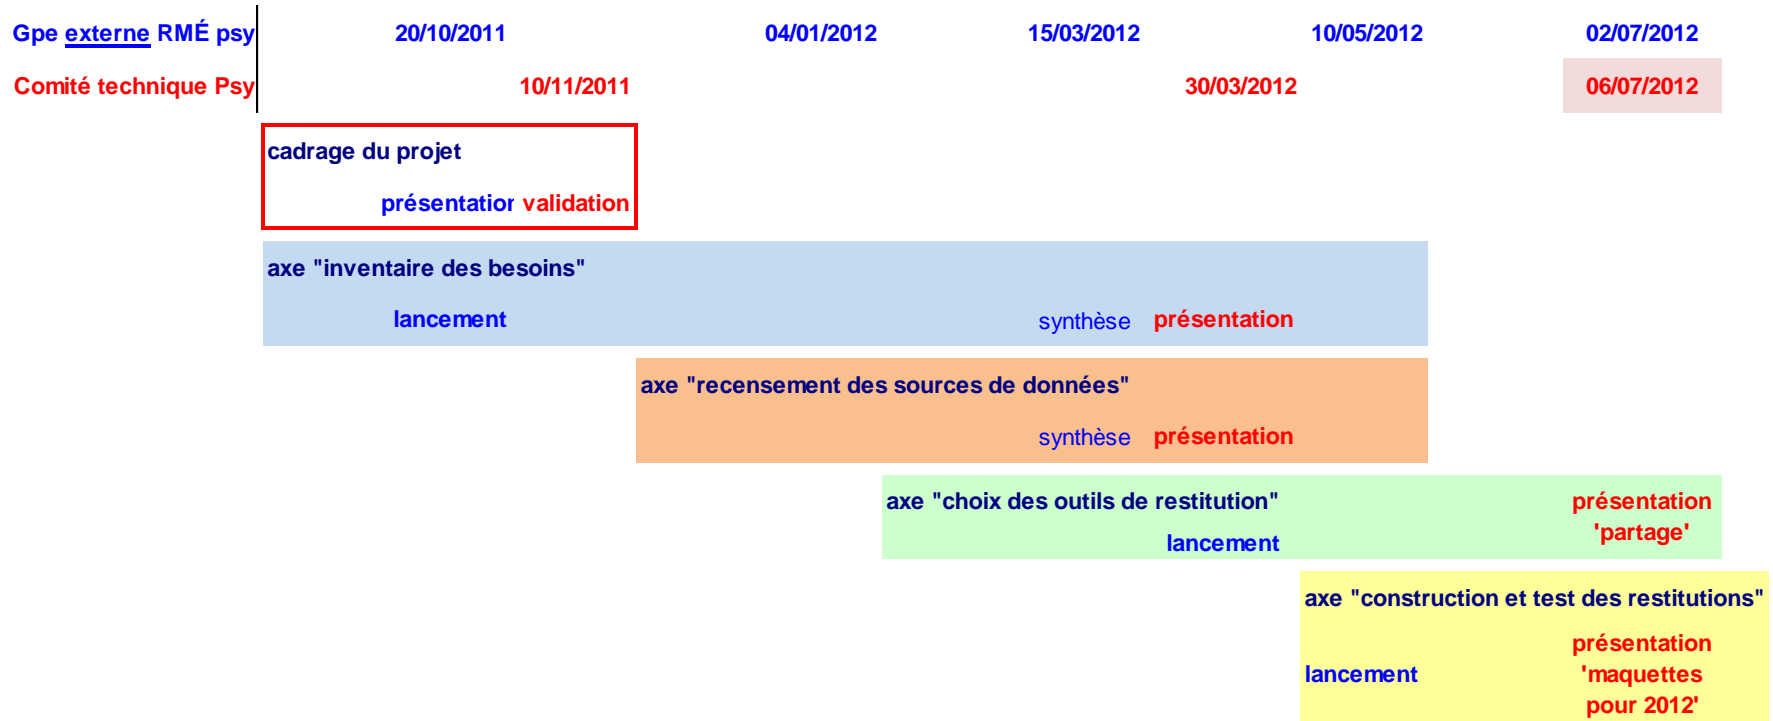 Gpe externe RMÉ psy 20/10/2011 04/01/2012 15/03/2012 10/05/2012 02/07/2012
Comité technique Psy 10/11/2011 30/03/2012 06/07/2012
cadrage du projet
présentatior validation
axe "inventaire des besoins"
lancement synthèse présentation
axe "recensement des sources de données"
synthèse présentation
axe "choix des outils de restitution" présentation
'partage'
lancement
axe "construction et test des restitutions"
présentation
lancement 'maquettes
pour 2012'